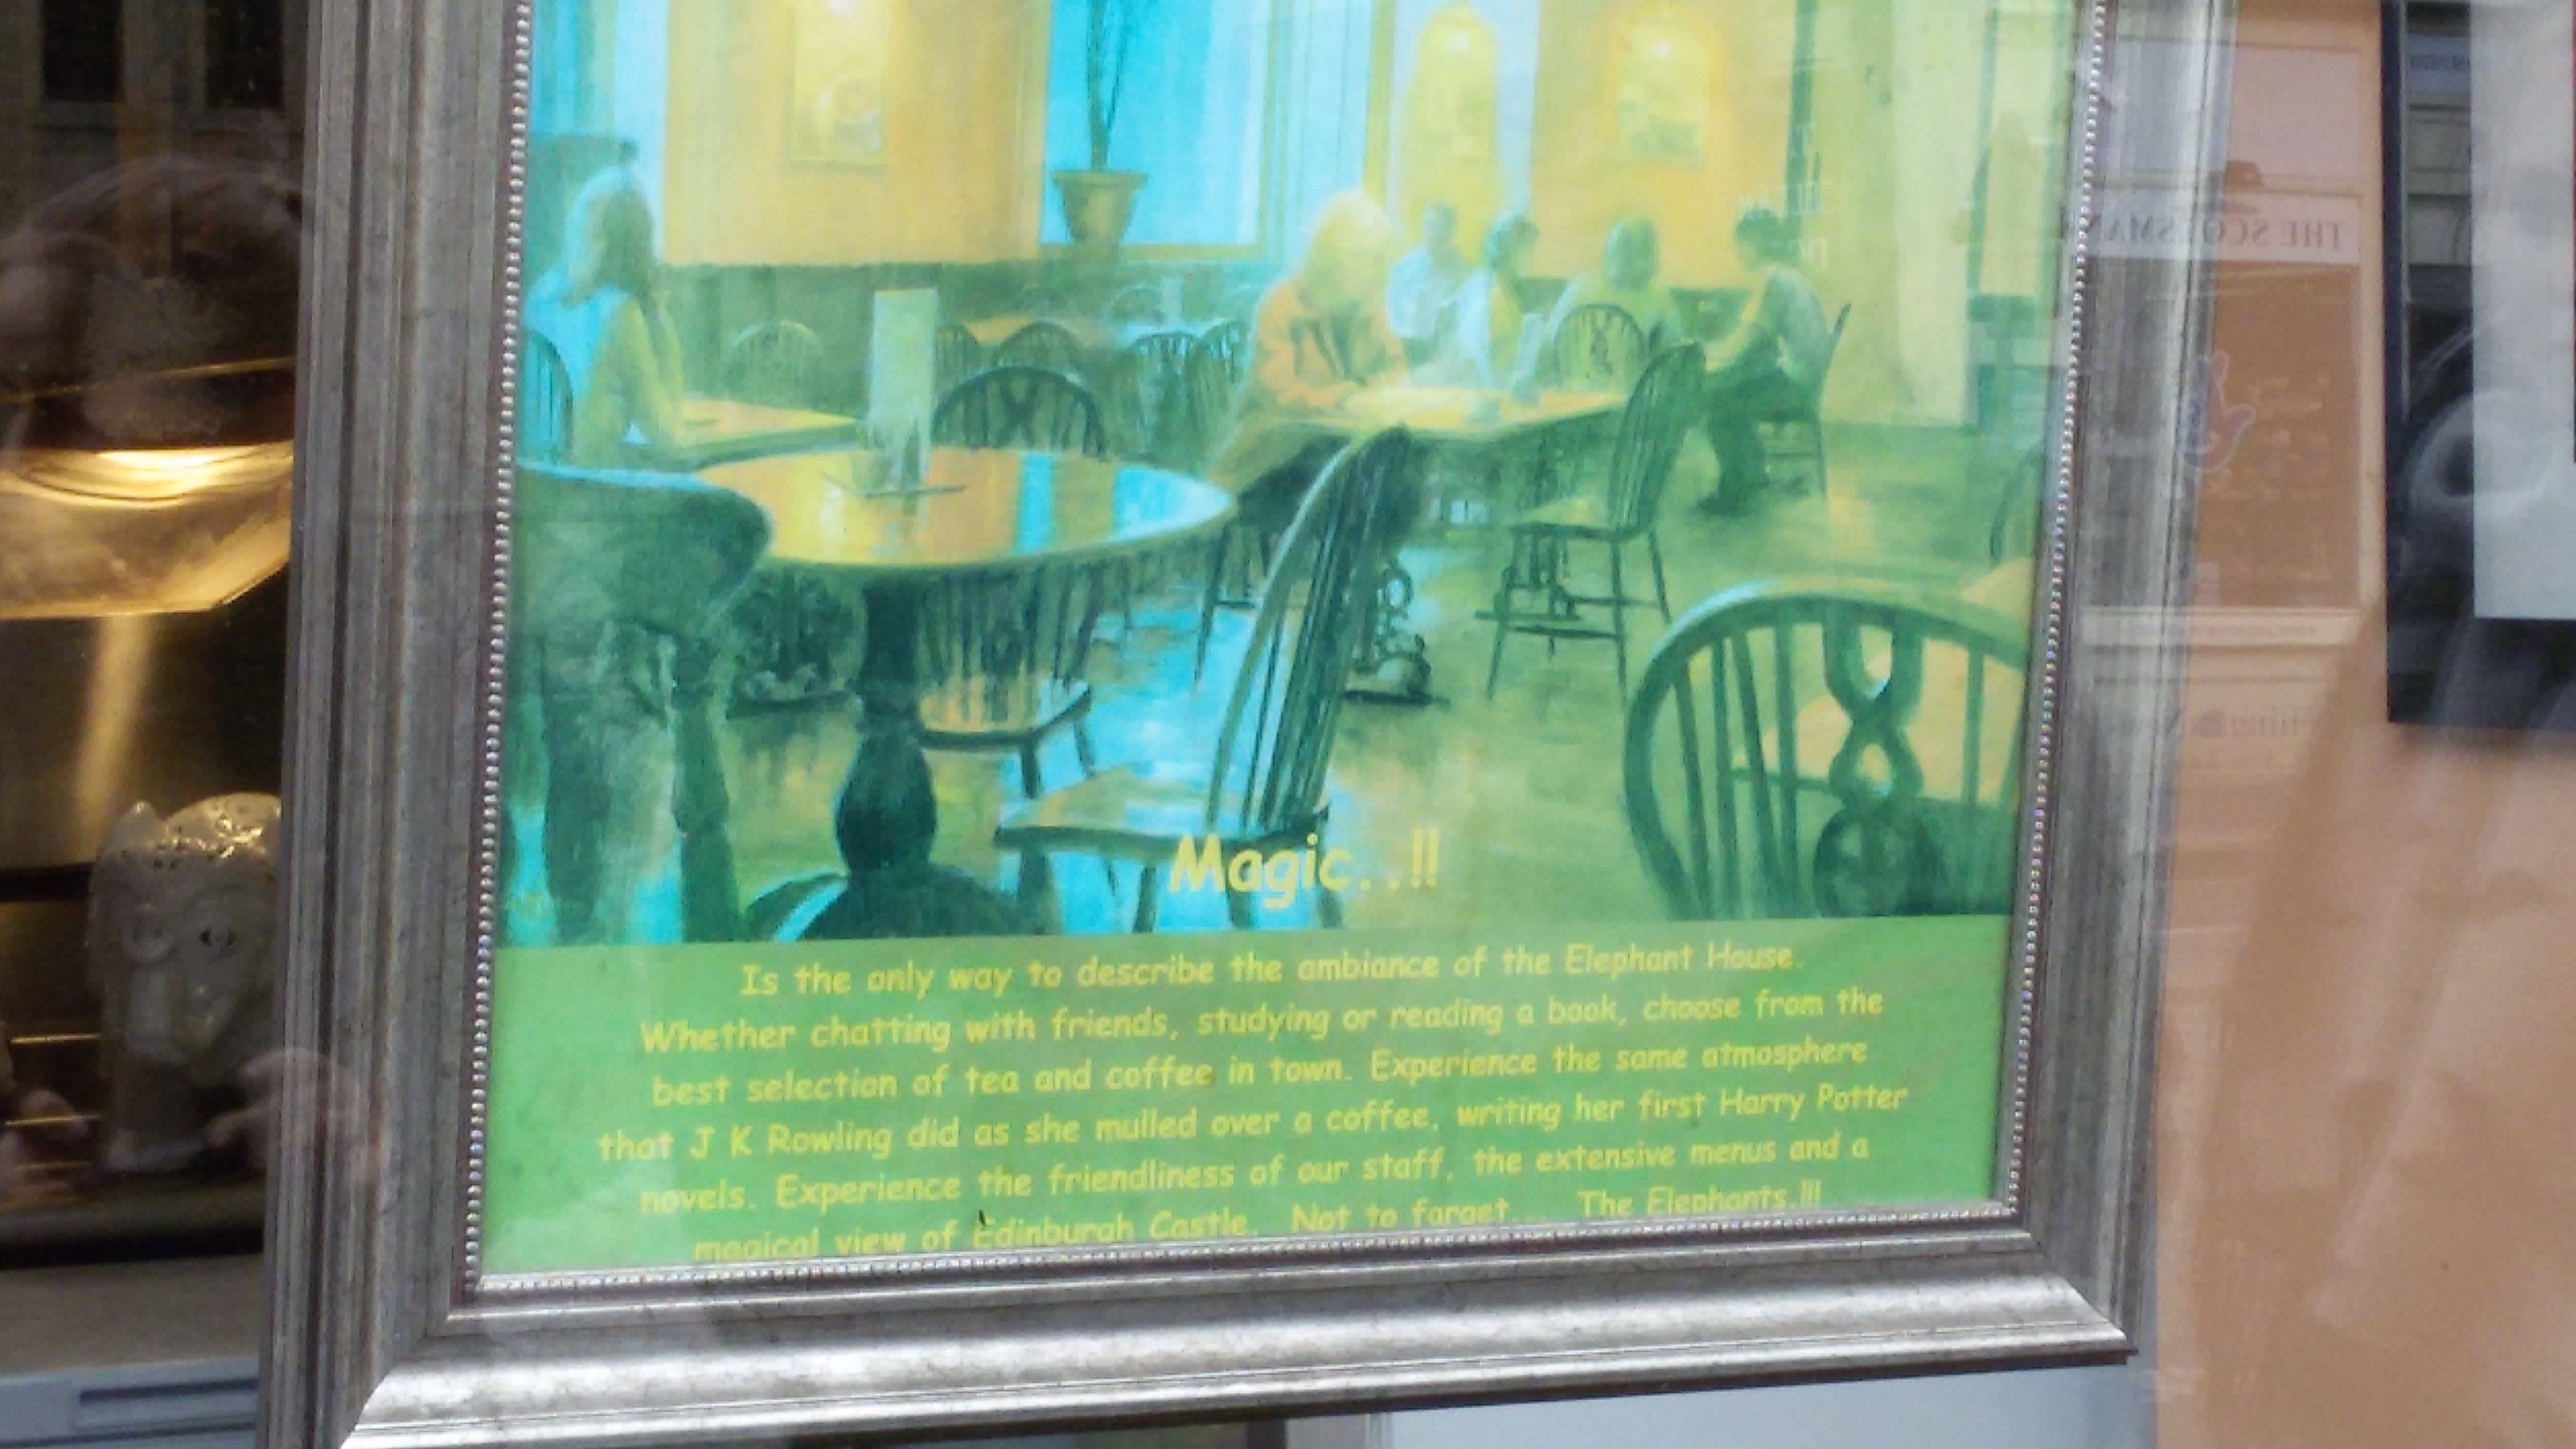 THE SCOTSMAN
Magic..!!
Is the only way to describe the ambiance of the Elephant House.
Whether chatting with friends, studying or reading a book, choose from the
best selection of tea and coffee in town. Experience the same atmosphere
that J K Rowling did as she mulled over a coffee, writing her first Harry Potter
novels. Experience the friendliness of our staff, the extensive menus and a
magical view of Edinburgh Castle. Not to forget.... The Elephants.!!!